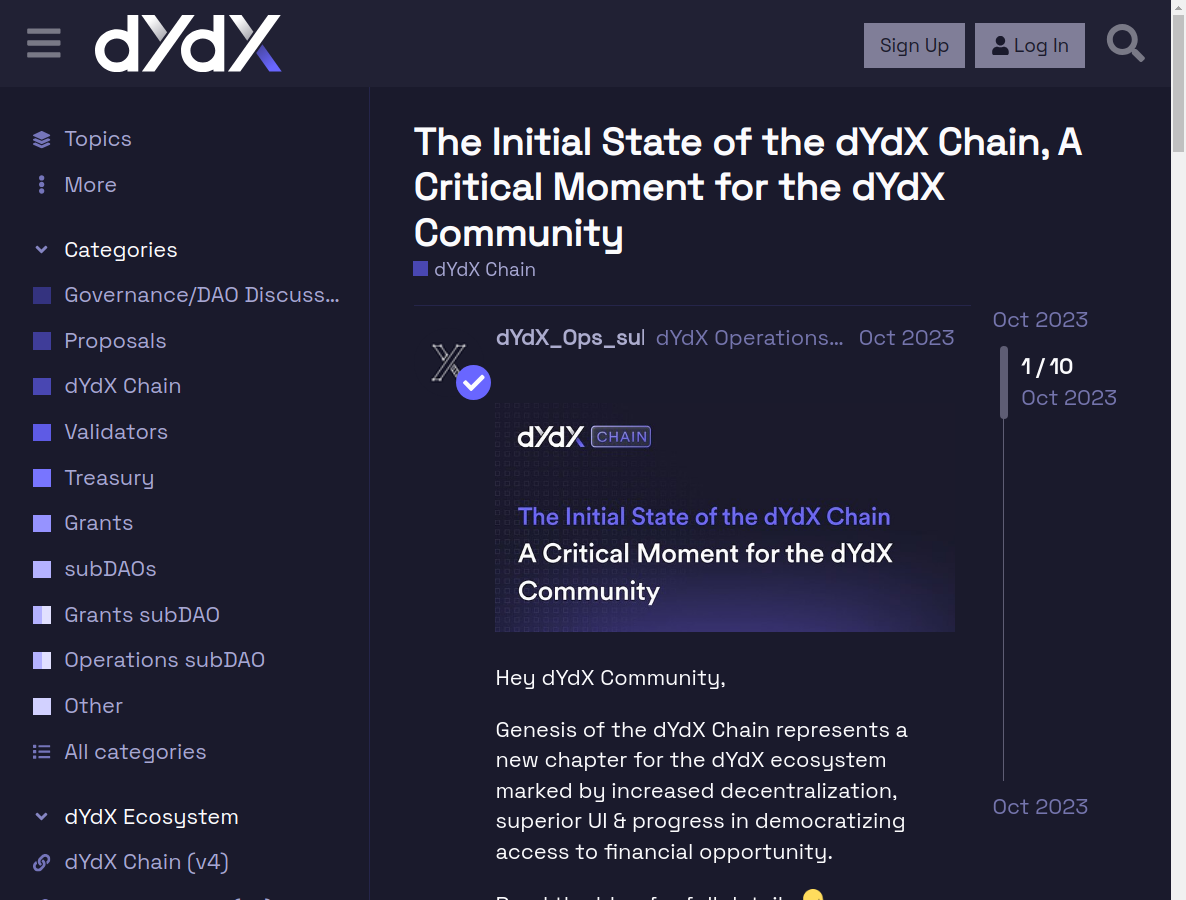 dYdX
Sign Up
Log In
Topics
More
Categories
Governance/DAO Discuss...
Proposals
dYdX Chain
Validators
Treasury
Grants
subDAOs
Grants subDAO
Operations subDAO
Other
All categories
dYdX Ecosystem
dYdX Chain (v4)
The Initial State of the dYdX Chain, A
Critical Moment for the dYdX
Community
dYdX Chain
dYdX_Ops_sul
dYdX Operations...
Oct 2023
dYdX CHAIN
The Initial State of the dYdX Chain
A Critical Moment for the dYdX
Community
Hey dYdX Community,
Genesis of the dYdX Chain represents a
new chapter for the dYdX ecosystem
marked by increased decentralization,
superior UI & progress in democratizing
access to financial opportunity.
Oct 2023
1 / 10
Oct 2023
Oct 2023